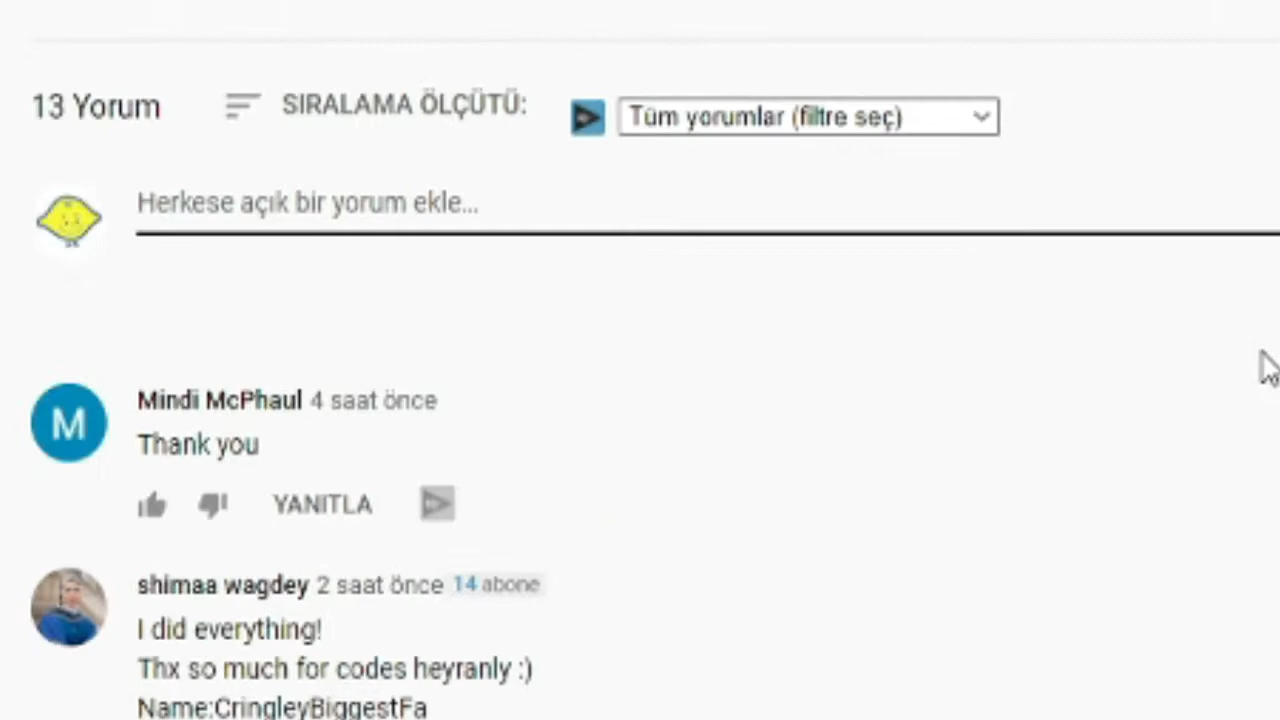 13 Yorum
SIRALAMA ÖLÇÜTÜ:
Tüm yorumlar (filtre seç)
Herkese açık bir yorum ekle...
M
Mindi McPhaul 4 saat önce
Thank you
YANITLA
shimaa wagdey 2 saat önce 14 abone
I did everything!
Thx so much for codes heyranly :)
Name:CringleyBiggestFa